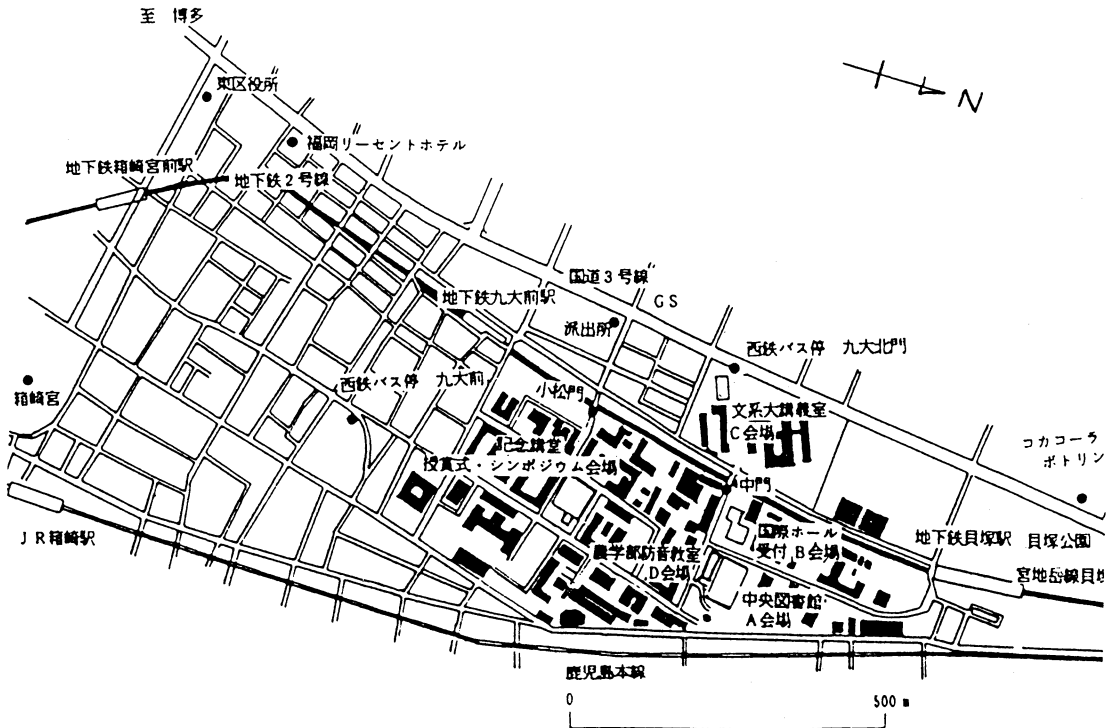 至 博多
東区役所
N
福岡リーセントホテル
地下鉄箱崎宮前駅
地下鉄2号線
国道3号線
地下鉄九大前駅
GS
派出所
西鉄バス停 九大北門
箱崎宮
西鉄バス停 九大前
小松門
文系大講義室
C会場
コカコーラ
ボトリン
記念講堂
授賞式・シンポジウム会場
中門
JR箱崎駅
国際ホール
受付 B会場
地下鉄貝塚駅 貝塚公園
農学部防音教室
D会場
宮地岳線貝塚
中央図書館
A会場
鹿児島本線
0 500m